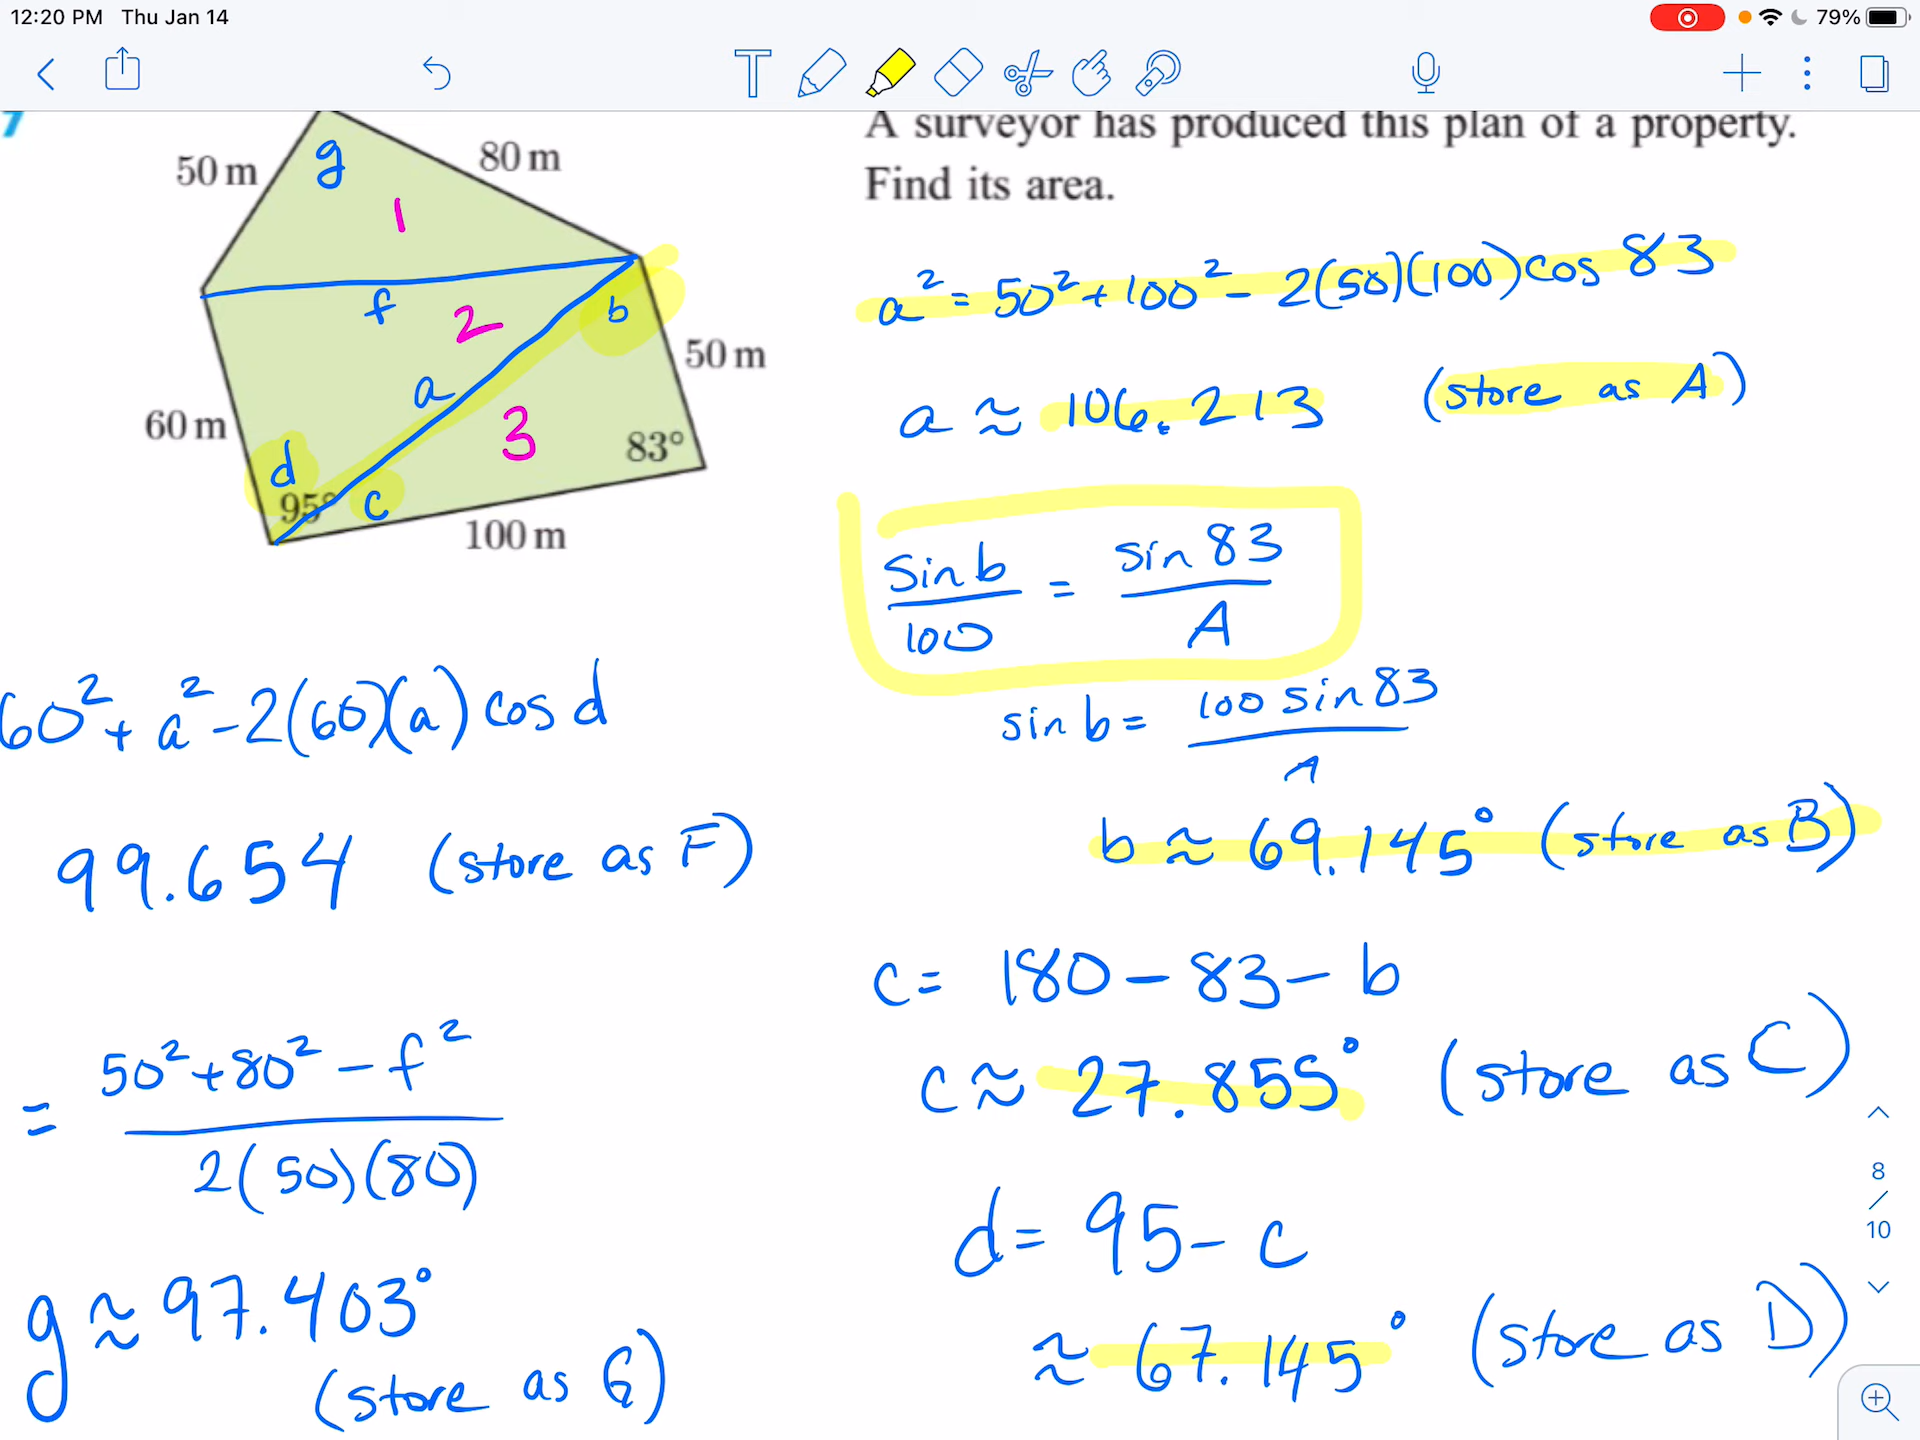 12:20 PM Thu Jan 14
79%
T
7
50 m
g
80 m
1
f
2
b
50 m
a
60 m
3
d
83°
95°
c
100 m
A surveyor has produced this plan of a property.
Find its area.
a² = 50² + 100² - 2(50)(100) cos 83
a ≈ 106.213 (store as A)
sin b / 100 = sin 83 / A
sin b = 100 sin 83 / A
b ≈ 69.145° (store as B)
c = 180 - 83 - b
c ≈ 27.855° (store as C)
d = 95 - c
≈ 67.145° (store as D)
60² + a² - 2(60)(a) cos d
99.654 (store as F)
= 50² + 80² - f² / 2(50)(80)
g ≈ 97.403°
(store as G)
8
/
10